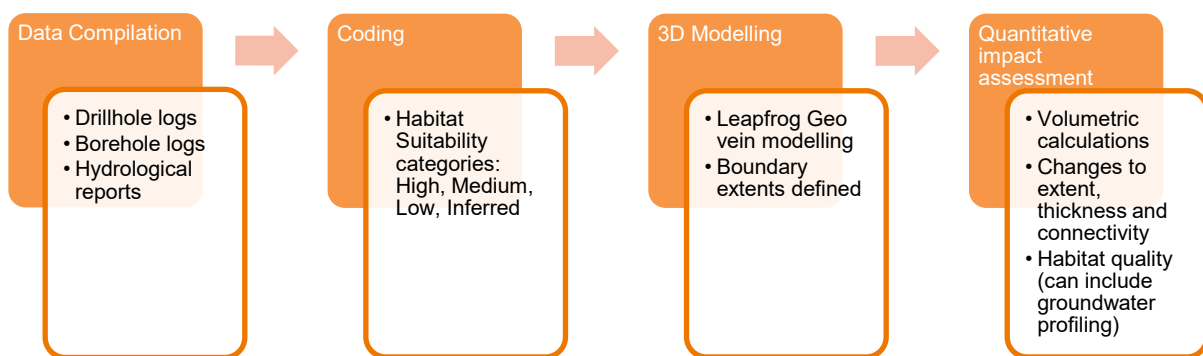 Data Compilation
• Drillhole logs
• Borehole logs
• Hydrological
reports
Coding
• Habitat
Suitability
categories:
High, Medium,
Low, Inferred
3D Modelling
• Leapfrog Geo
vein modelling
• Boundary
extents defined
Quantitative
impact
assessment
• Volumetric
calculations
• Changes to
extent,
thickness and
connectivity
• Habitat quality
(can include
groundwater
profiling)